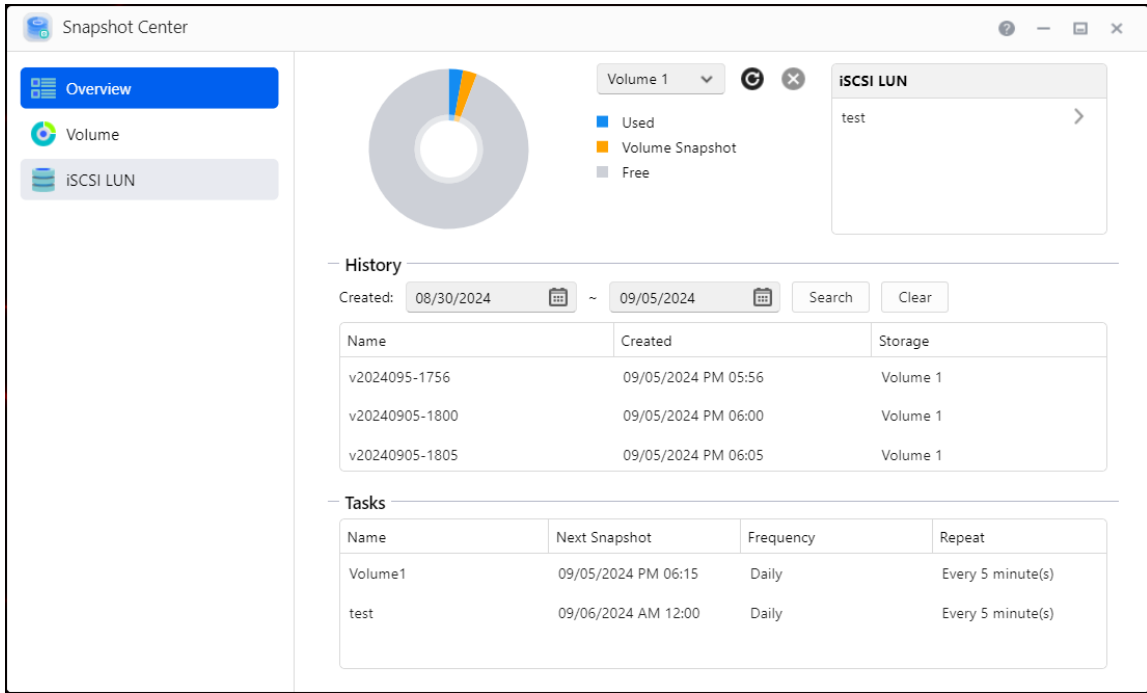 Snapshot Center
Overview
Volume
iSCSI LUN
Volume 1
Used
Volume Snapshot
Free
iSCSI LUN
test
History
Created: 08/30/2024 ~ 09/05/2024 Search Clear
Name Created Storage
v2024095-1756 09/05/2024 PM 05:56 Volume 1
v20240905-1800 09/05/2024 PM 06:00 Volume 1
v20240905-1805 09/05/2024 PM 06:05 Volume 1
Tasks
Name Next Snapshot Frequency Repeat
Volume1 09/05/2024 PM 06:15 Daily Every 5 minute(s)
test 09/06/2024 AM 12:00 Daily Every 5 minute(s)